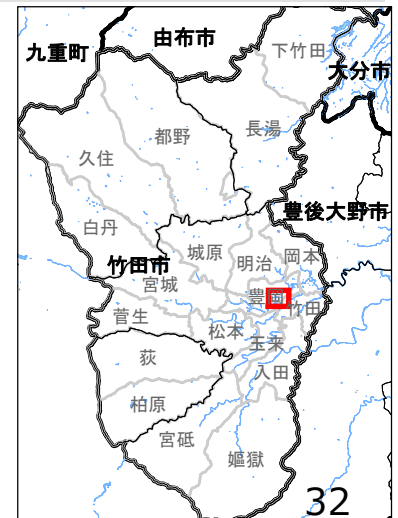 由布市
九重町
下竹田
大分市
長湯
都野
久住
豊後大野市
白丹
城原
岡本
明治
竹田市
宮城
豊岡
竹田
菅生
松本
玉来
荻
入田
柏原
宮砥
嫗獄
32